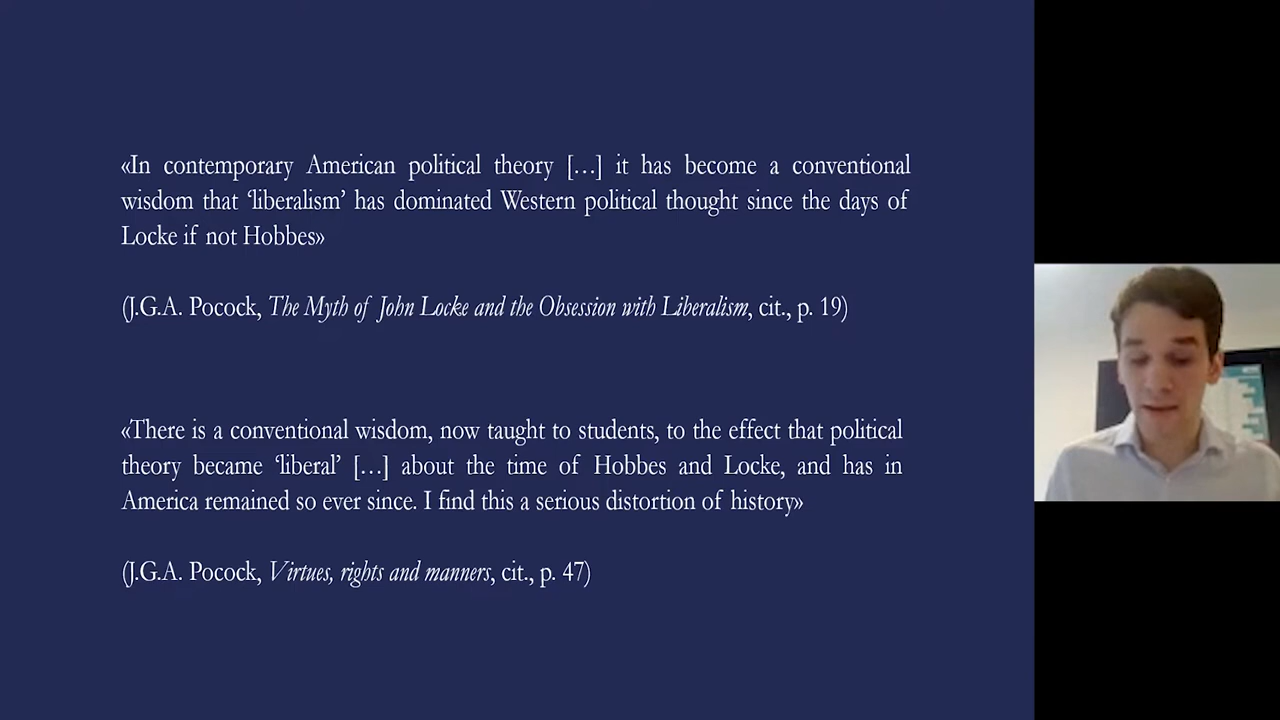 «In contemporary American political theory […] it has become a conventional
wisdom that ‘liberalism’ has dominated Western political thought since the days of
Locke if not Hobbes»
(J.G.A. Pocock, The Myth of John Locke and the Obsession with Liberalism, cit., p. 19)
«There is a conventional wisdom, now taught to students, to the effect that political
theory became ‘liberal’ […] about the time of Hobbes and Locke, and has in
America remained so ever since. I find this a serious distortion of history»
(J.G.A. Pocock, Virtues, rights and manners, cit., p. 47)